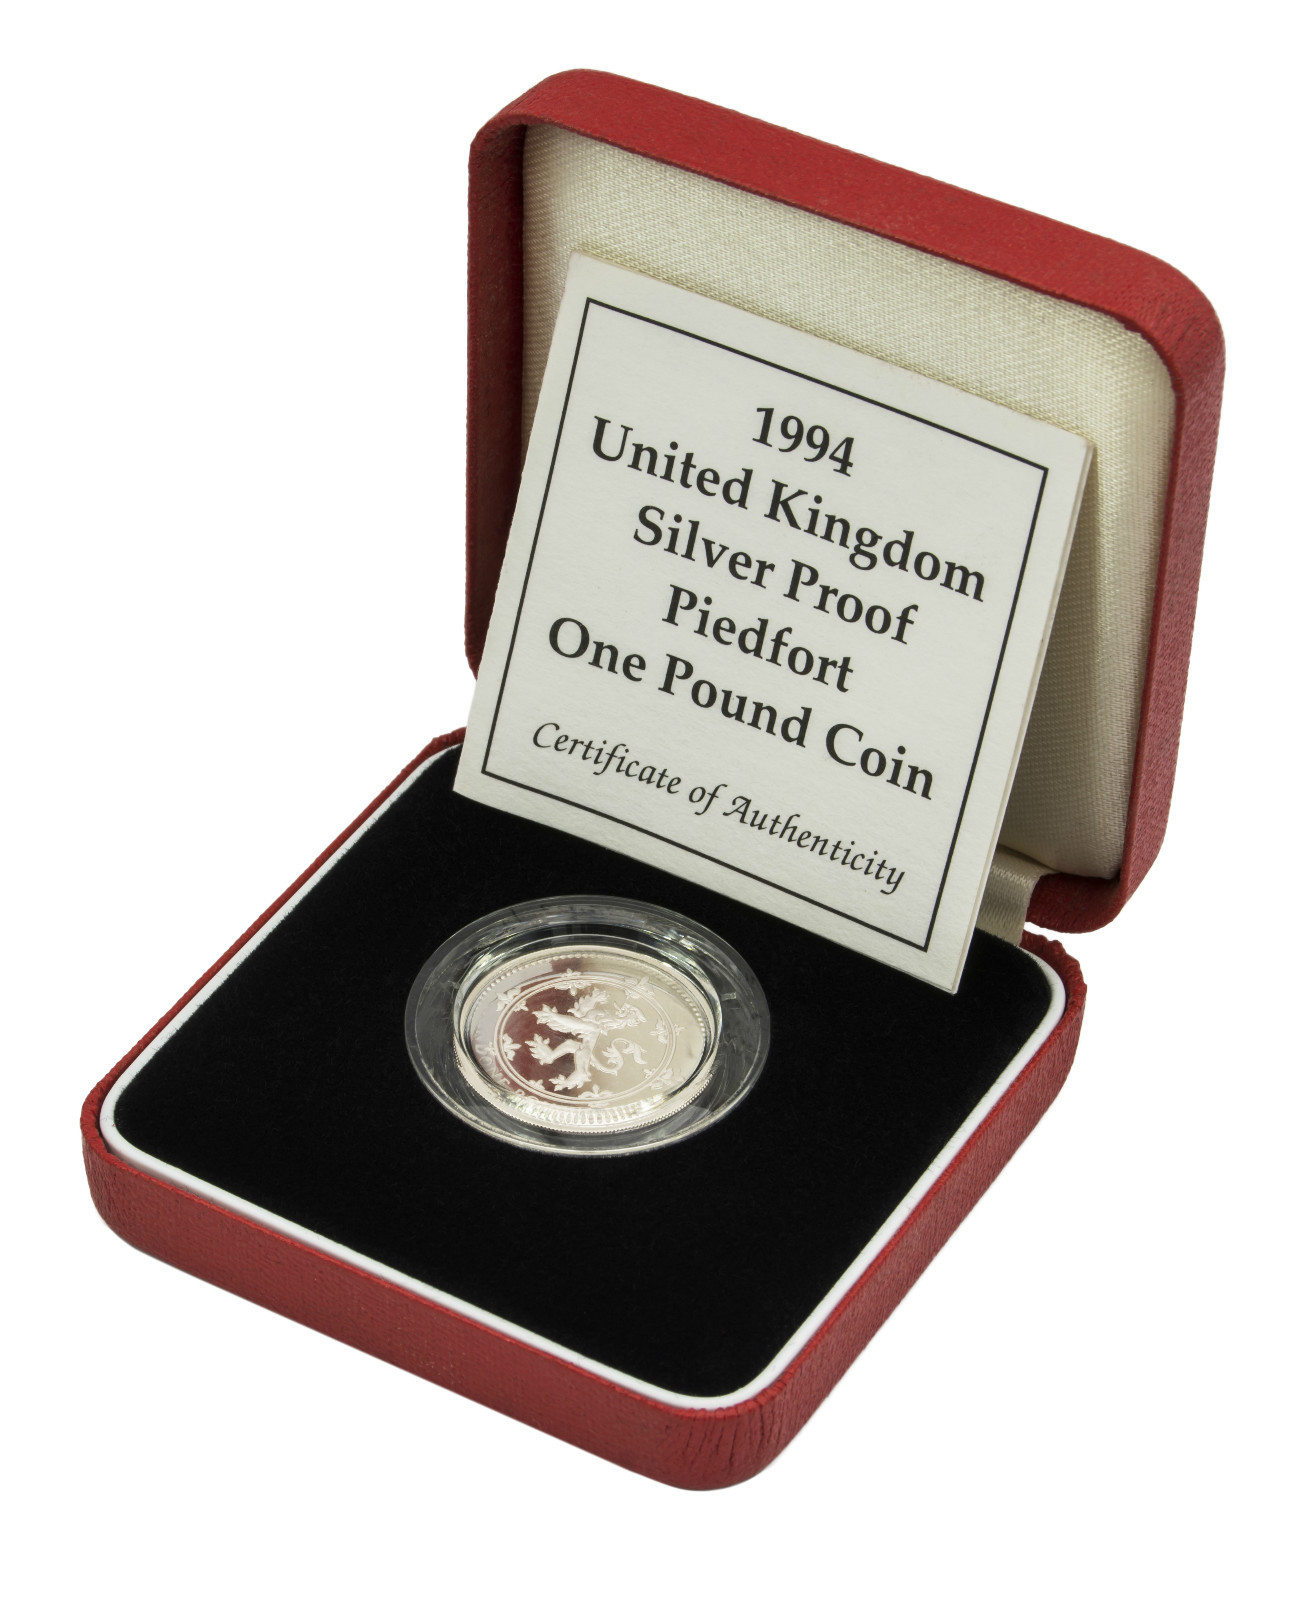 1994
United Kingdom
Silver Proof
Piedfort
One Pound Coin
Certificate of Authenticity